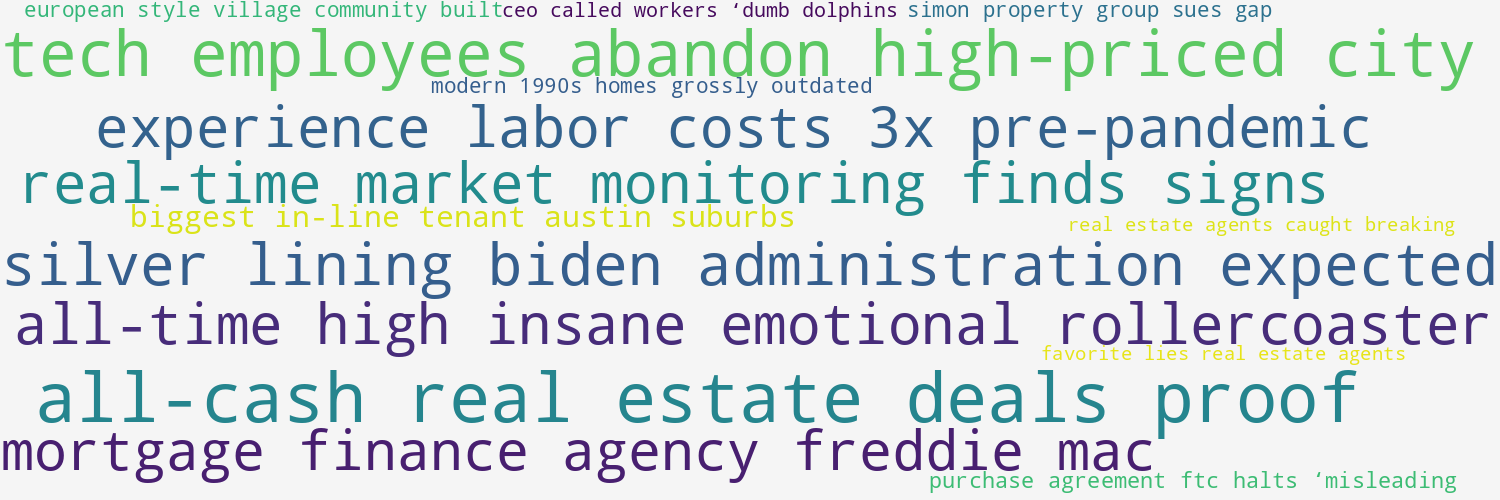 european style village community built
ceo called workers ‘dumb dolphins
simon property group sues gap
tech employees abandon high-priced city
modern 1990s homes grossly outdated
experience labor costs 3x pre-pandemic
real-time market monitoring finds signs
biggest in-line tenant austin suburbs
real estate agents caught breaking
silver lining biden administration expected
all-time high insane emotional rollercoaster
favorite lies real estate agents
all-cash real estate deals proof
mortgage finance agency freddie mac
purchase agreement ftc halts ‘misleading